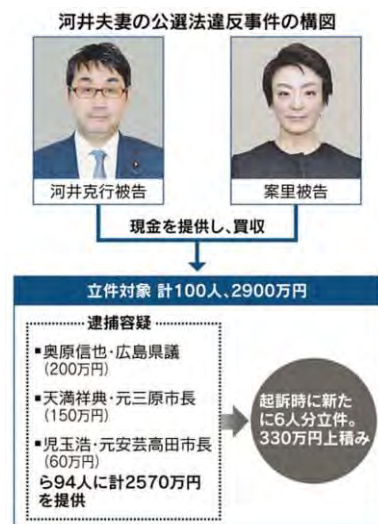 河井夫妻の公選法違反事件の構図
河井克行被告
案里被告
現金を提供し、買収
立件対象 計100人、2900万円
逮捕容疑
▪奥原信也・広島県議
(200万円)
▪天満祥典・元三原市長
(150万円)
▪児玉浩・元安芸高田市長
(60万円)
ら94人に計2570万円
を提供
起訴時に新た
に6人分立件。
330万円上積み